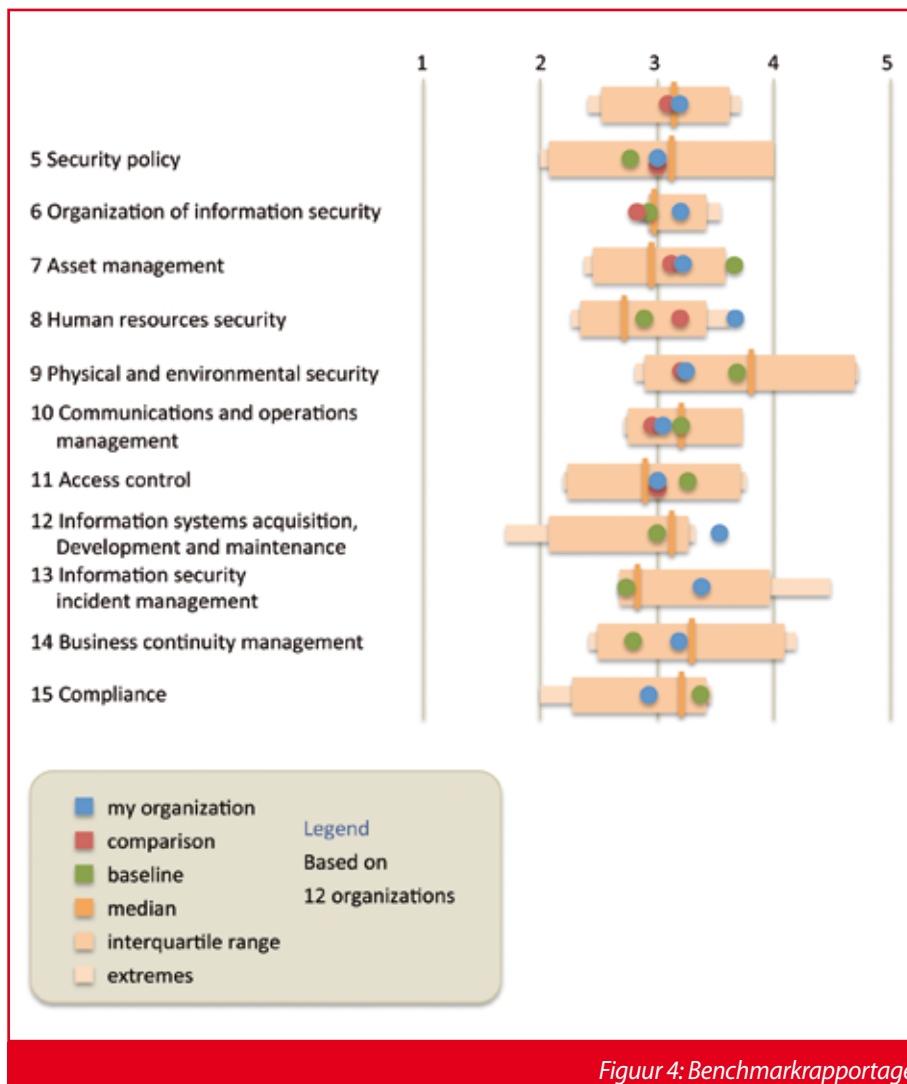 1 2 3 4 5
5 Security policy
6 Organization of information security
7 Asset management
8 Human resources security
9 Physical and environmental security
10 Communications and operations
management
11 Access control
12 Information systems acquisition,
Development and maintenance
13 Information security
incident management
14 Business continuity management
15 Compliance
my organization
comparison
baseline
median
interquartile range
extremes
Legend
Based on
12 organizations
Figuur 4: Benchmarkrapportage